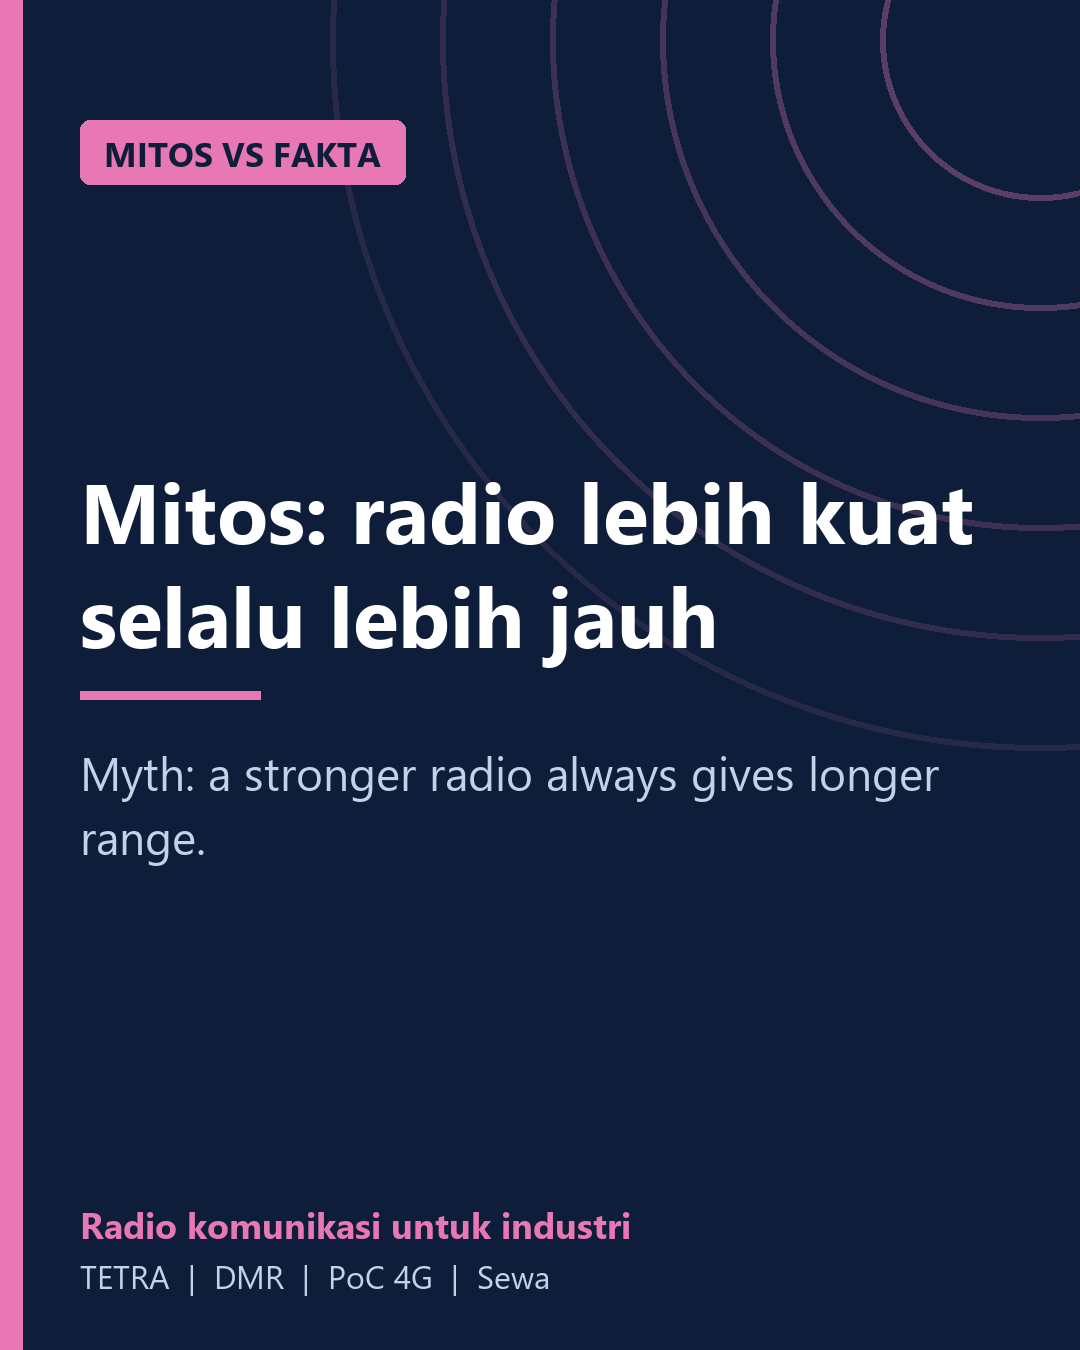 MITOS VS FAKTA
Mitos: radio lebih kuat
selalu lebih jauh
Myth: a stronger radio always gives longer
range.
Radio komunikasi untuk industri
TETRA | DMR | PoC 4G | Sewa